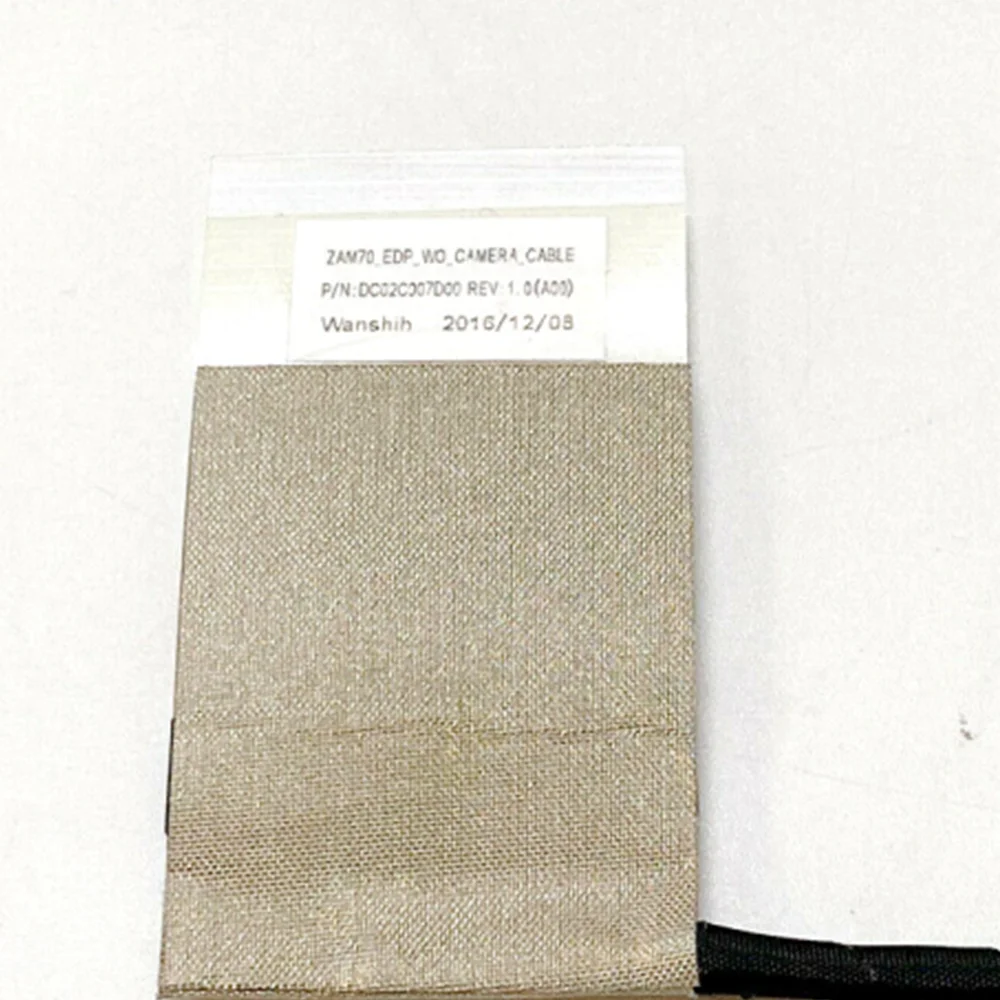 ZAM70_EDP_WO_CAMERA_CABLE
P/N:DC02C007D00 REV:1.0(A00)
Wanshih 2016/12/08